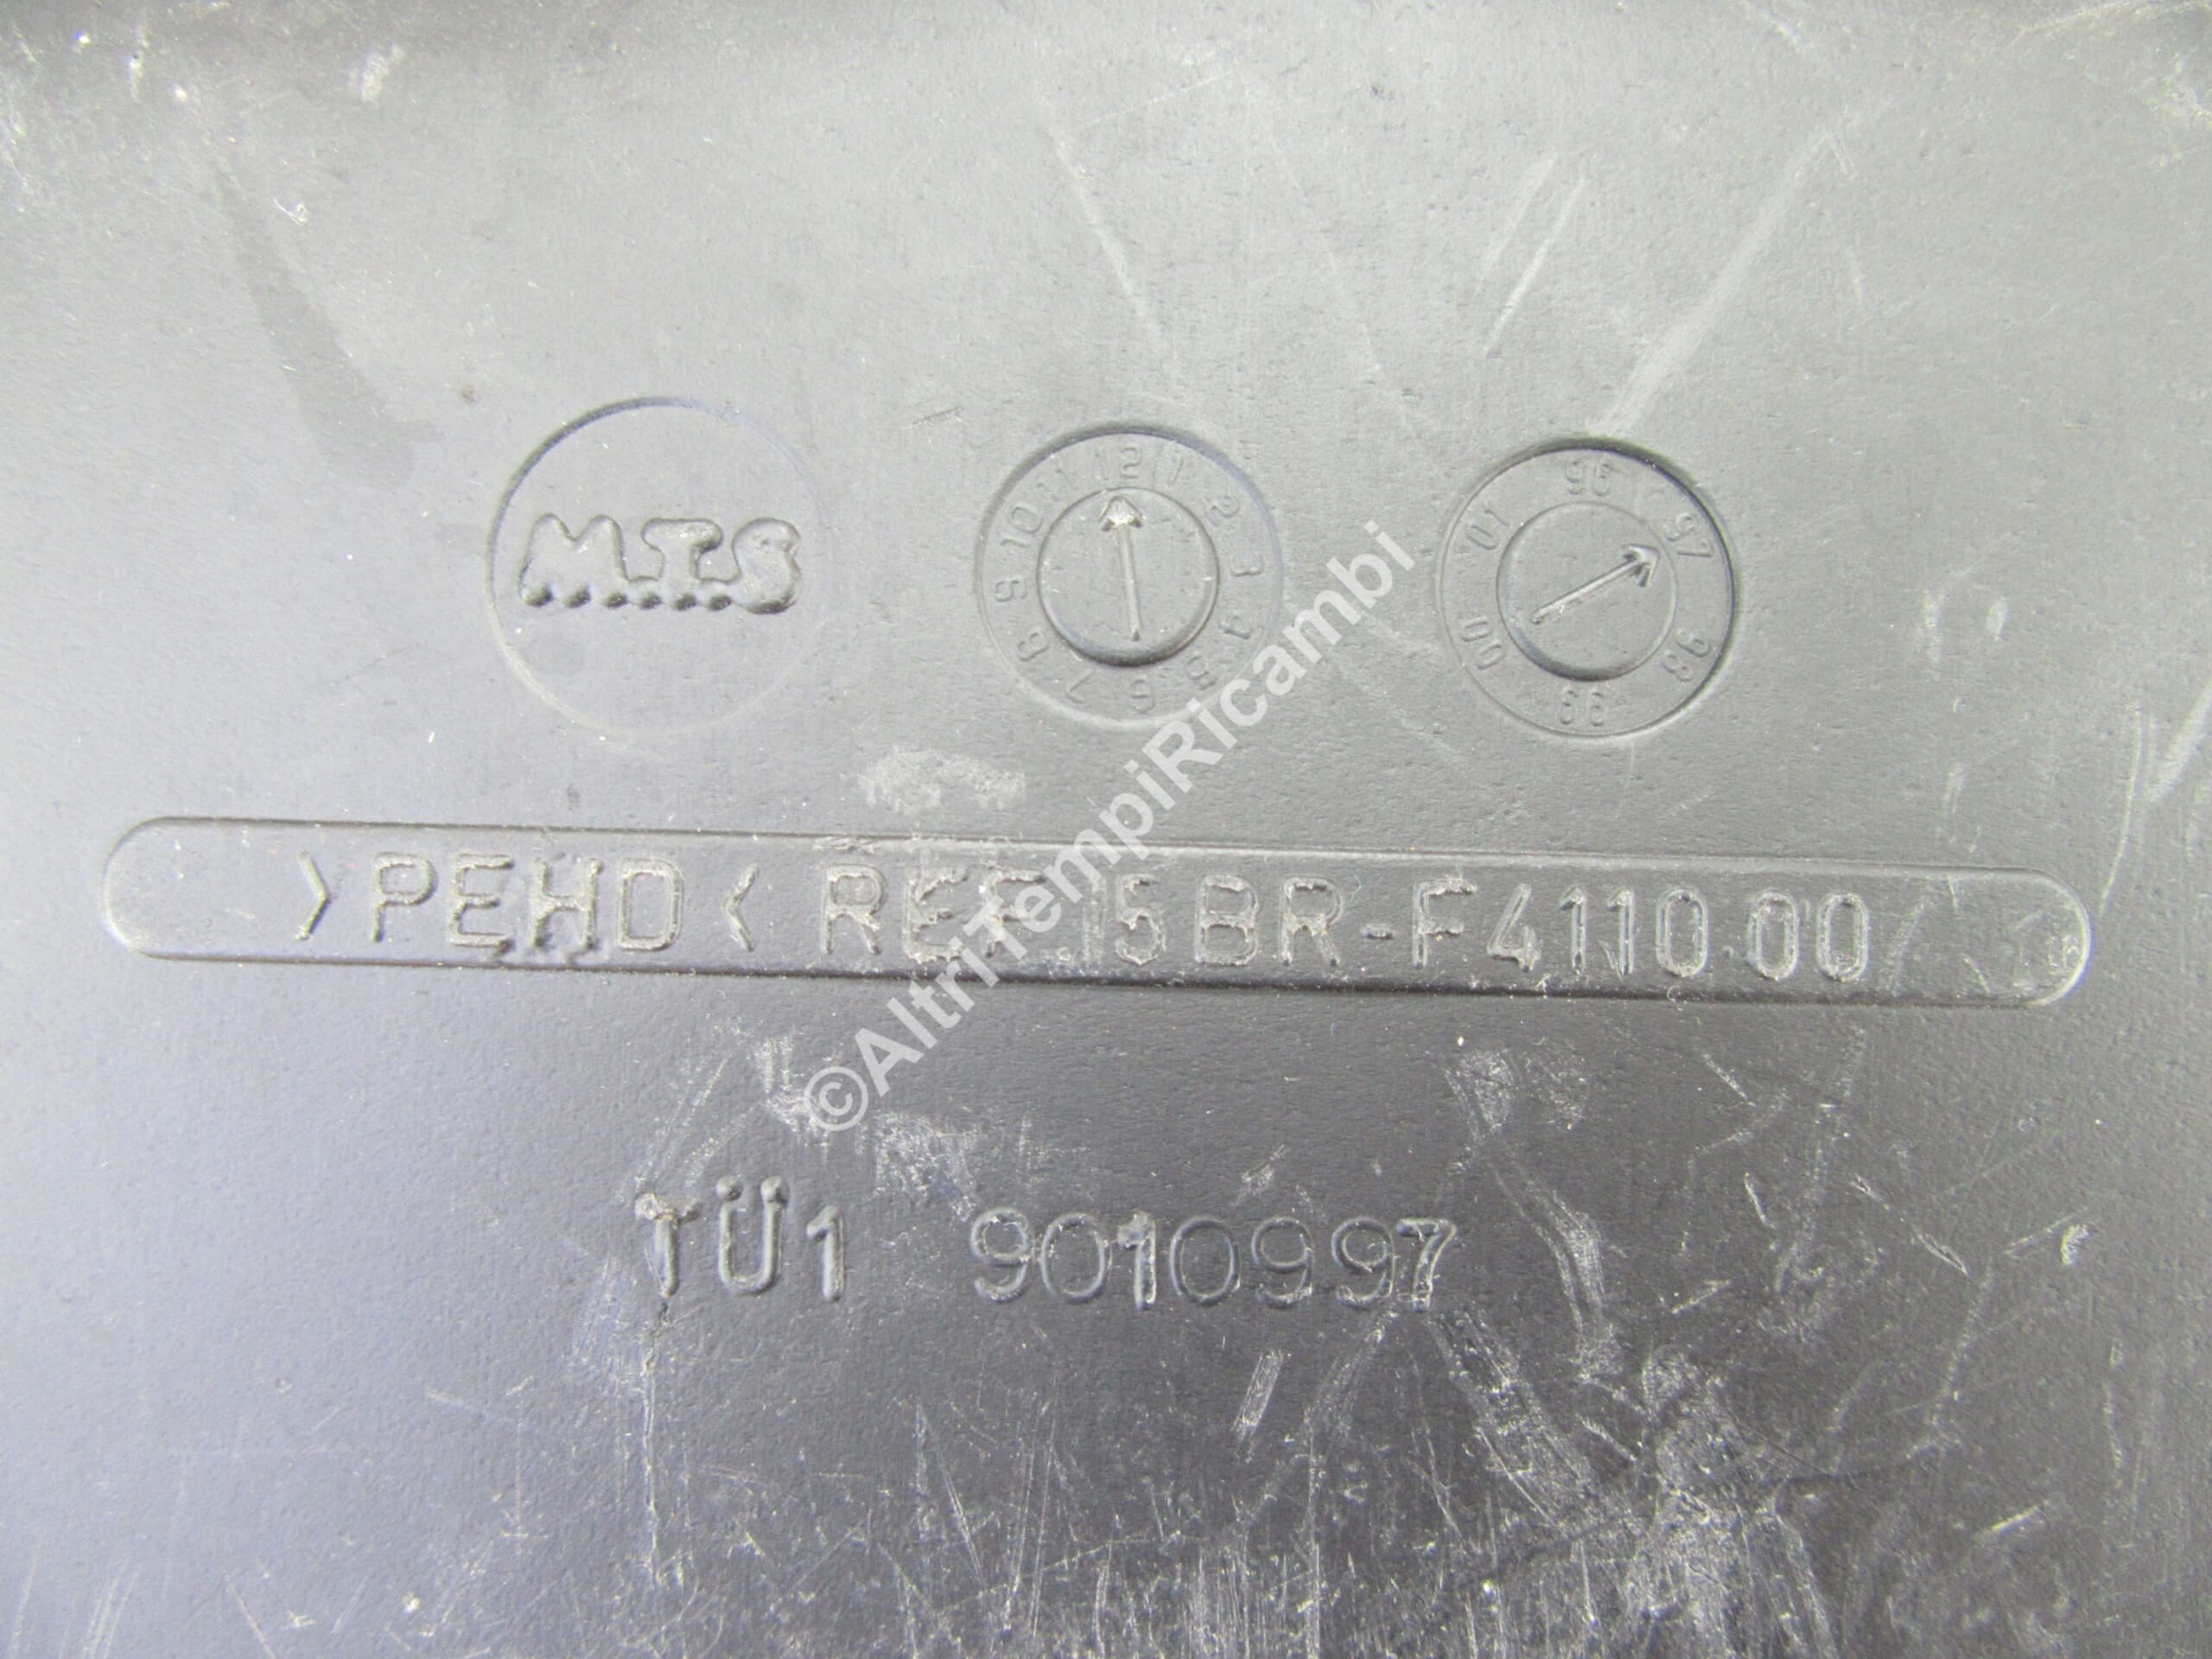 M.T.S
12 1 2 3 4 5 6 7 8 9 10 11
96 97 98 99 00 01
>PEHD< REF.15BR-F4110.00
TÜ1 9010997
©AltriTempiRicambi